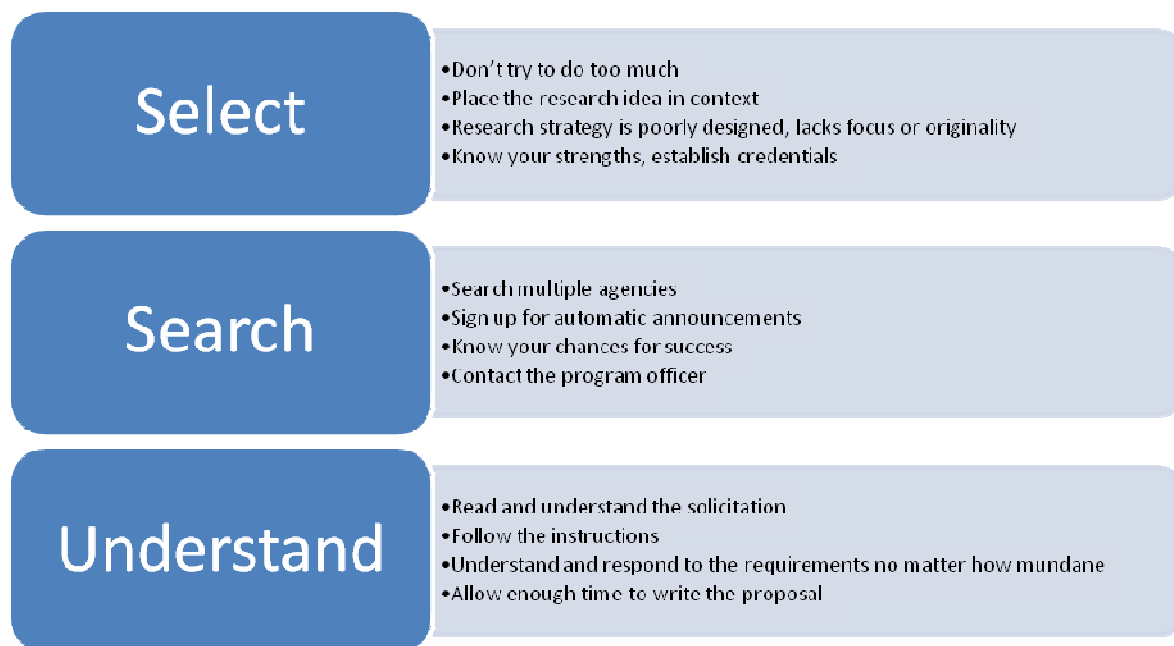 Select
•Don't try to do too much
•Place the research idea in context
•Research strategy is poorly designed, lacks focus or originality
•Know your strengths, establish credentials
Search
•Search multiple agencies
•Sign up for automatic announcements
•Know your chances for success
•Contact the program officer
Understand
•Read and understand the solicitation
•Follow the instructions
•Understand and respond to the requirements no matter how mundane
•Allow enough time to write the proposal